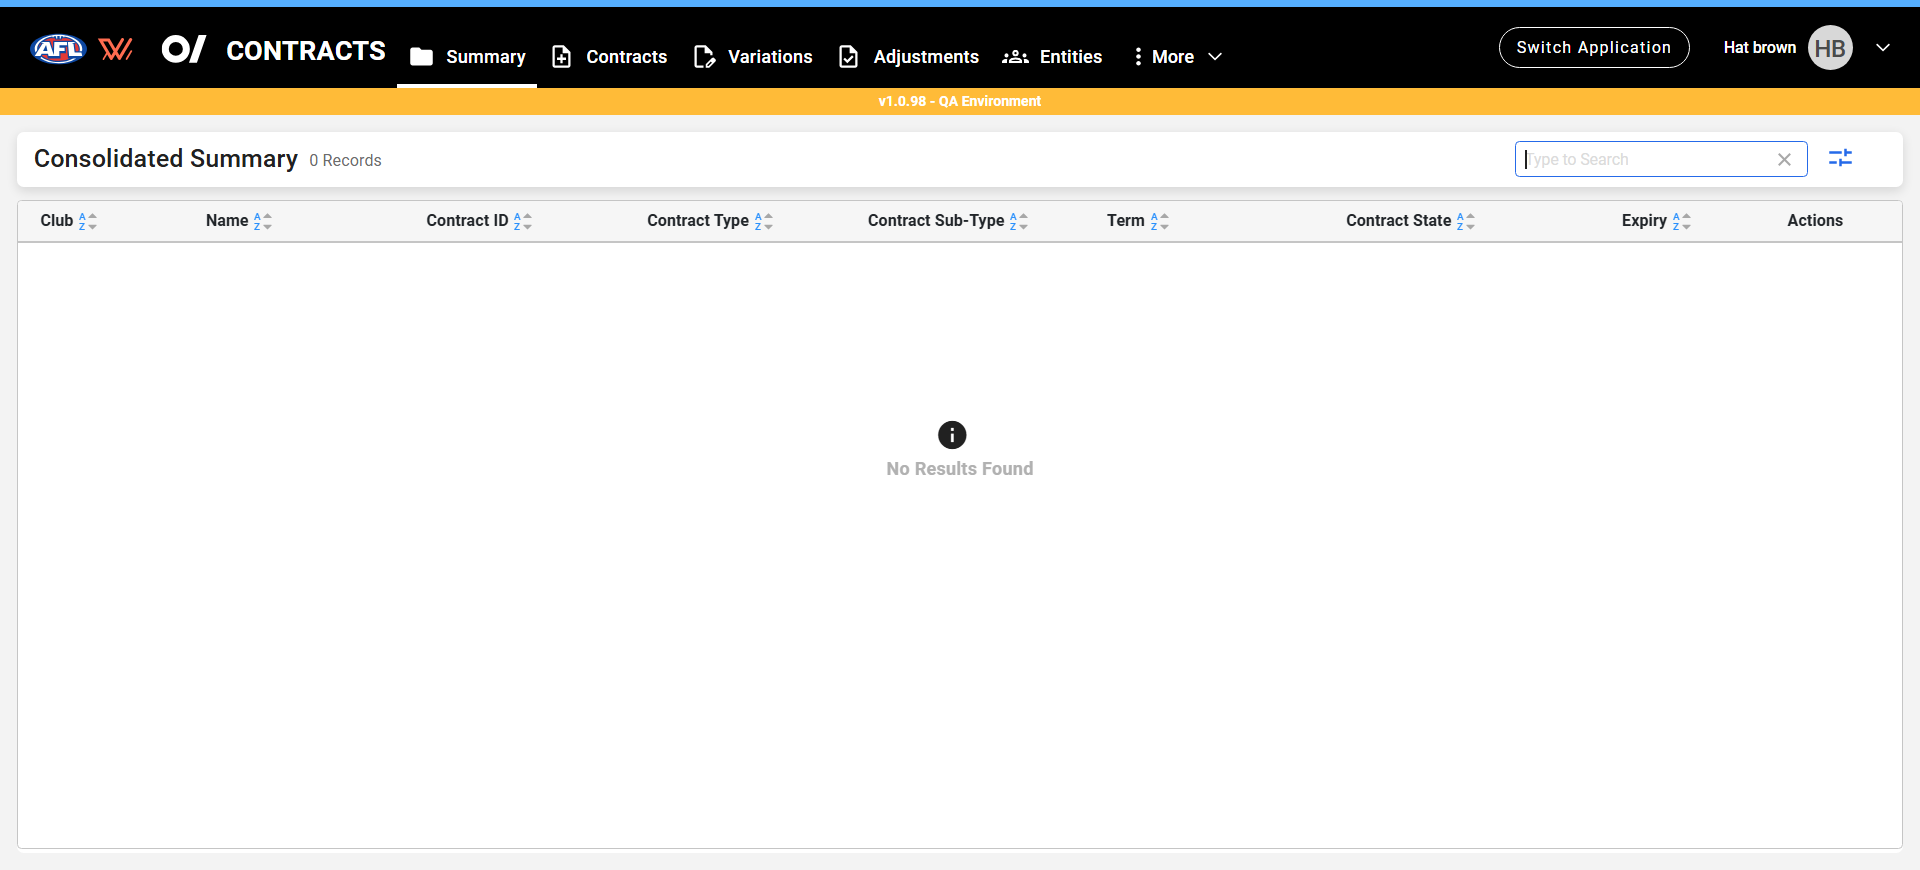 AFL W O/ CONTRACTS Summary Contracts Variations Adjustments Entities More Switch Application Hat brown HB
v1.0.98 - QA Environment
Consolidated Summary 0 Records Type to Search
Club Name Contract ID Contract Type Contract Sub-Type Term Contract State Expiry Actions
No Results Found